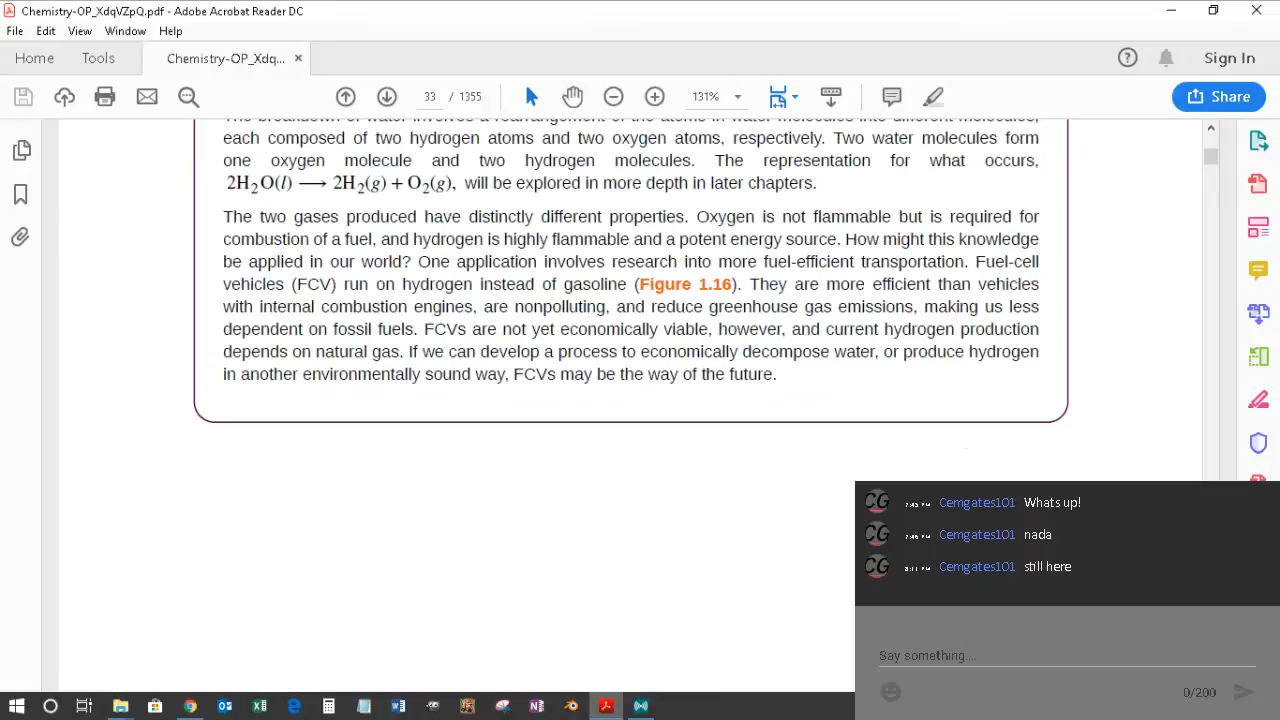 Chemistry-OP_XdqVZpQ.pdf - Adobe Acrobat Reader DC
File Edit View Window Help
Home Tools Chemistry-OP_Xdq... × Sign In
33 / 1355 131% Share
each composed of two hydrogen atoms and two oxygen atoms, respectively. Two water molecules form
one oxygen molecule and two hydrogen molecules. The representation for what occurs,
2H₂O(l) ⟶ 2H₂(g) + O₂(g), will be explored in more depth in later chapters.
The two gases produced have distinctly different properties. Oxygen is not flammable but is required for
combustion of a fuel, and hydrogen is highly flammable and a potent energy source. How might this knowledge
be applied in our world? One application involves research into more fuel-efficient transportation. Fuel-cell
vehicles (FCV) run on hydrogen instead of gasoline (Figure 1.16). They are more efficient than vehicles
with internal combustion engines, are nonpolluting, and reduce greenhouse gas emissions, making us less
dependent on fossil fuels. FCVs are not yet economically viable, however, and current hydrogen production
depends on natural gas. If we can develop a process to economically decompose water, or produce hydrogen
in another environmentally sound way, FCVs may be the way of the future.
CG Cemgates101 Whats up!
CG Cemgates101 nada
CG Cemgates101 still here
Say something...
0/200